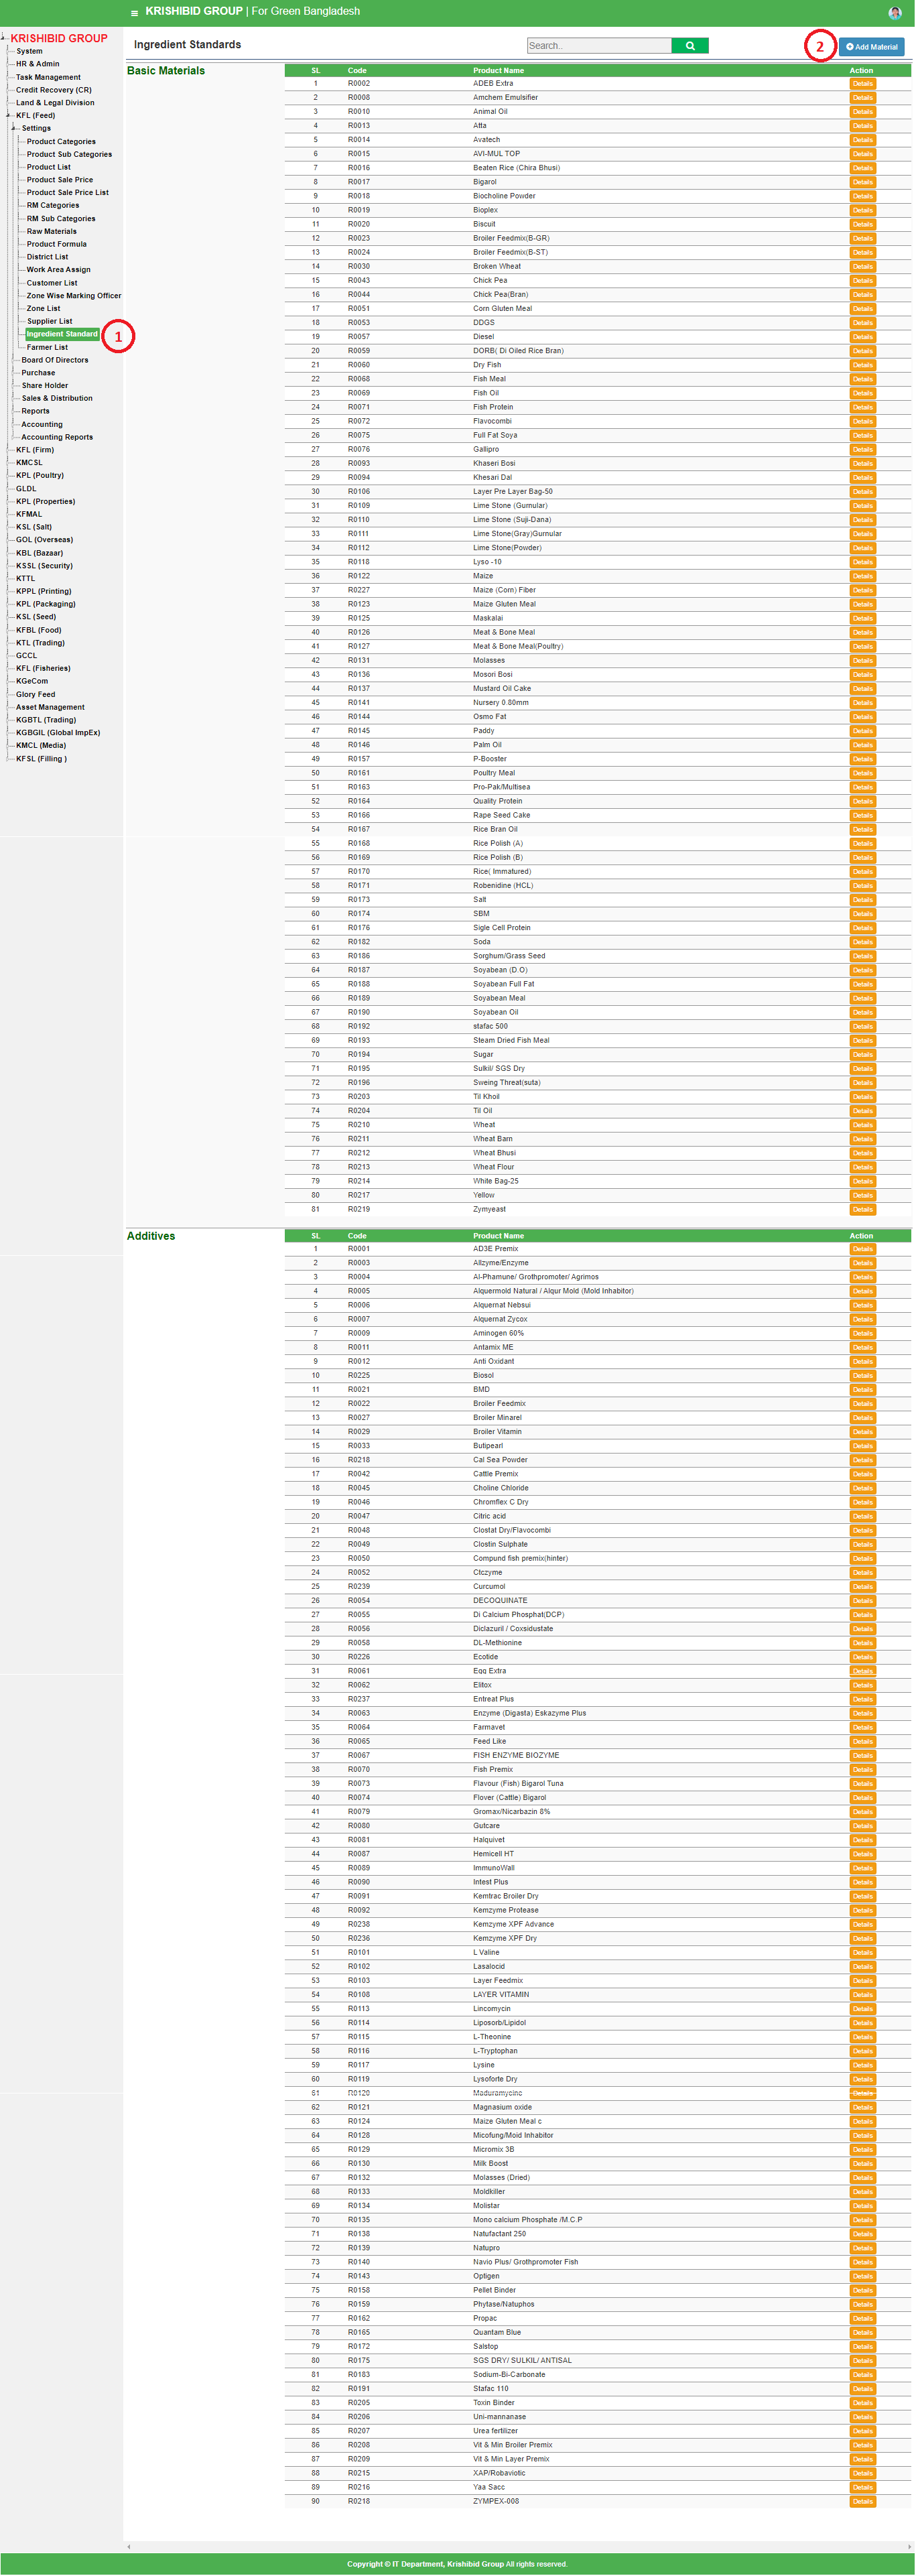 KRISHIBID GROUP | For Green Bangladesh
KRISHIBID GROUP
System
HR & Admin
Task Management
Credit Recovery (CR)
Land & Legal Division
KFL (Feed)
Settings
Product Categories
Product Sub Categories
Product List
Product Sale Price
Product Sale Price List
RM Categories
RM Sub Categories
Raw Materials
Product Formula
District List
Work Area Assign
Customer List
Zone Wise Marking Officer
Zone List
Supplier List
Ingredient Standard
1
Farmer List
Board Of Directors
Purchase
Share Holder
Sales & Distribution
Reports
Accounting
Accounting Reports
KFL (Firm)
KMCSL
KPL (Poultry)
GLDL
KPL (Properties)
KFMAL
KSL (Salt)
GOL (Overseas)
KBL (Bazaar)
KSSL (Security)
KTTL
KPPL (Printing)
KPL (Packaging)
KSL (Seed)
KFBL (Food)
KTL (Trading)
GCCL
KFL (Fisheries)
KGeCom
Glory Feed
Asset Management
KGBTL (Trading)
KGBGIL (Global ImpEx)
KMCL (Media)
KFSL (Filling )
Ingredient Standards
Search..
2
Add Material
Basic Materials
SL Code Product Name Action
1 R0002 ADEB Extra Details
2 R0008 Amchem Emulsifier Details
3 R0010 Animal Oil Details
4 R0013 Atta Details
5 R0014 Avatech Details
6 R0015 AVI-MUL TOP Details
7 R0016 Beaten Rice (Chira Bhusi) Details
8 R0017 Bigarol Details
9 R0018 Biocholine Powder Details
10 R0019 Bioplex Details
11 R0020 Biscuit Details
12 R0023 Broiler Feedmix(B-GR) Details
13 R0024 Broiler Feedmix(B-ST) Details
14 R0030 Broken Wheat Details
15 R0043 Chick Pea Details
16 R0044 Chick Pea(Bran) Details
17 R0051 Corn Gluten Meal Details
18 R0053 DDGS Details
19 R0057 Diesel Details
20 R0059 DORB( Di Oiled Rice Bran) Details
21 R0060 Dry Fish Details
22 R0068 Fish Meal Details
23 R0069 Fish Oil Details
24 R0071 Fish Protein Details
25 R0072 Flavocombi Details
26 R0075 Full Fat Soya Details
27 R0076 Gallipro Details
28 R0093 Khaseri Bosi Details
29 R0094 Khesari Dal Details
30 R0106 Layer Pre Layer Bag-50 Details
31 R0109 Lime Stone (Gurnular) Details
32 R0110 Lime Stone (Suji-Dana) Details
33 R0111 Lime Stone(Gray)Gurnular Details
34 R0112 Lime Stone(Powder) Details
35 R0118 Lyso -10 Details
36 R0122 Maize Details
37 R0227 Maize (Corn) Fiber Details
38 R0123 Maize Gluten Meal Details
39 R0125 Maskalai Details
40 R0126 Meat & Bone Meal Details
41 R0127 Meat & Bone Meal(Poultry) Details
42 R0131 Molasses Details
43 R0136 Mosori Bosi Details
44 R0137 Mustard Oil Cake Details
45 R0141 Nursery 0.80mm Details
46 R0144 Osmo Fat Details
47 R0145 Paddy Details
48 R0146 Palm Oil Details
49 R0157 P-Booster Details
50 R0161 Poultry Meal Details
51 R0163 Pro-Pak/Multisea Details
52 R0164 Quality Protein Details
53 R0166 Rape Seed Cake Details
54 R0167 Rice Bran Oil Details
55 R0168 Rice Polish (A) Details
56 R0169 Rice Polish (B) Details
57 R0170 Rice( Immatured) Details
58 R0171 Robenidine (HCL) Details
59 R0173 Salt Details
60 R0174 SBM Details
61 R0176 Sigle Cell Protein Details
62 R0182 Soda Details
63 R0186 Sorghum/Grass Seed Details
64 R0187 Soyabean (D.O) Details
65 R0188 Soyabean Full Fat Details
66 R0189 Soyabean Meal Details
67 R0190 Soyabean Oil Details
68 R0192 stafac 500 Details
69 R0193 Steam Dried Fish Meal Details
70 R0194 Sugar Details
71 R0195 Sulkil/ SGS Dry Details
72 R0196 Sweing Threat(suta) Details
73 R0203 Til Khoil Details
74 R0204 Til Oil Details
75 R0210 Wheat Details
76 R0211 Wheat Barn Details
77 R0212 Wheat Bhusi Details
78 R0213 Wheat Flour Details
79 R0214 White Bag-25 Details
80 R0217 Yellow Details
81 R0219 Zymyeast Details
Additives
SL Code Product Name Action
1 R0001 AD3E Premix Details
2 R0003 Allzyme/Enzyme Details
3 R0004 Al-Phamune/ Grothpromoter/ Agrimos Details
4 R0005 Alquermold Natural / Alqur Mold (Mold Inhabitor) Details
5 R0006 Alquernat Nebsui Details
6 R0007 Alquernat Zycox Details
7 R0009 Aminogen 60% Details
8 R0011 Antamix ME Details
9 R0012 Anti Oxidant Details
10 R0225 Biosol Details
11 R0021 BMD Details
12 R0022 Broiler Feedmix Details
13 R0027 Broiler Minarel Details
14 R0029 Broiler Vitamin Details
15 R0033 Butipearl Details
16 R0218 Cal Sea Powder Details
17 R0042 Cattle Premix Details
18 R0045 Choline Chloride Details
19 R0046 Chromflex C Dry Details
20 R0047 Citric acid Details
21 R0048 Clostat Dry/Flavocombi Details
22 R0049 Clostin Sulphate Details
23 R0050 Compund fish premix(hinter) Details
24 R0052 Ctczyme Details
25 R0239 Curcumol Details
26 R0054 DECOQUINATE Details
27 R0055 Di Calcium Phosphat(DCP) Details
28 R0056 Diclazuril / Coxsidustate Details
29 R0058 DL-Methionine Details
30 R0226 Ecotide Details
31 R0061 Egg Extra Details
32 R0062 Elitox Details
33 R0237 Entreat Plus Details
34 R0063 Enzyme (Digasta) Eskazyme Plus Details
35 R0064 Farmavet Details
36 R0065 Feed Like Details
37 R0067 FISH ENZYME BIOZYME Details
38 R0070 Fish Premix Details
39 R0073 Flavour (Fish) Bigarol Tuna Details
40 R0074 Flover (Cattle) Bigarol Details
41 R0079 Gromax/Nicarbazin 8% Details
42 R0080 Gutcare Details
43 R0081 Halquivet Details
44 R0087 Hemicell HT Details
45 R0089 ImmunoWall Details
46 R0090 Intest Plus Details
47 R0091 Kemtrac Broiler Dry Details
48 R0092 Kemzyme Protease Details
49 R0238 Kemzyme XPF Advance Details
50 R0236 Kemzyme XPF Dry Details
51 R0101 L Valine Details
52 R0102 Lasalocid Details
53 R0103 Layer Feedmix Details
54 R0108 LAYER VITAMIN Details
55 R0113 Lincomycin Details
56 R0114 Liposorb/Lipidol Details
57 R0115 L-Theonine Details
58 R0116 L-Tryptophan Details
59 R0117 Lysine Details
60 R0119 Lysoforte Dry Details
61 R0120 Maduramycine Details
62 R0121 Magnasium oxide Details
63 R0124 Maize Gluten Meal c Details
64 R0128 Micofung/Mold Inhabitor Details
65 R0129 Micromix 3B Details
66 R0130 Milk Boost Details
67 R0132 Molasses (Dried) Details
68 R0133 Moldkiller Details
69 R0134 Molistar Details
70 R0135 Mono calcium Phosphate /M.C.P Details
71 R0138 Natufactant 250 Details
72 R0139 Natupro Details
73 R0140 Navio Plus/ Grothpromoter Fish Details
74 R0143 Optigen Details
75 R0158 Pellet Binder Details
76 R0159 Phytase/Natuphos Details
77 R0162 Propac Details
78 R0165 Quantam Blue Details
79 R0172 Salstop Details
80 R0175 SGS DRY/ SULKIL/ ANTISAL Details
81 R0183 Sodium-Bi-Carbonate Details
82 R0191 Stafac 110 Details
83 R0205 Toxin Binder Details
84 R0206 Uni-mannanase Details
85 R0207 Urea fertilizer Details
86 R0208 Vit & Min Broiler Premix Details
87 R0209 Vit & Min Layer Premix Details
88 R0215 XAP/Robaviotic Details
89 R0216 Yaa Sacc Details
90 R0218 ZYMPEX-008 Details
Copyright © IT Department, Krishibid Group All rights reserved.